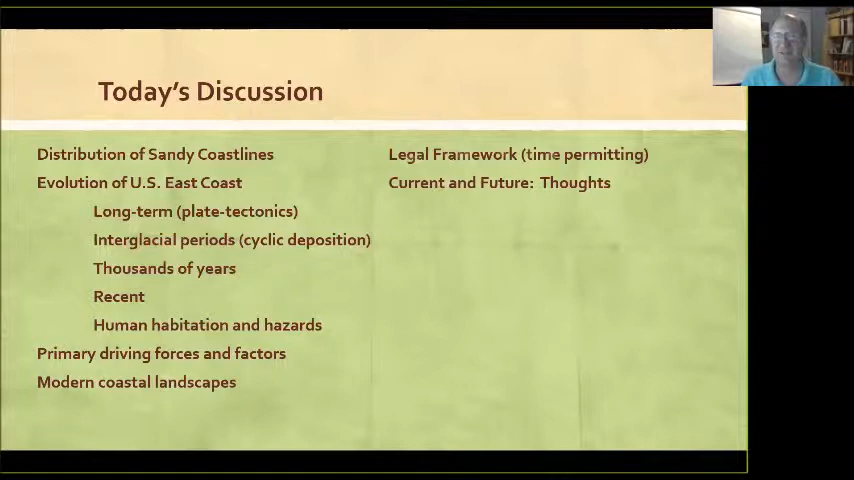 Today's Discussion
Distribution of Sandy Coastlines
Evolution of U.S. East Coast
Long-term (plate-tectonics)
Interglacial periods (cyclic deposition)
Thousands of years
Recent
Human habitation and hazards
Primary driving forces and factors
Modern coastal landscapes
Legal Framework (time permitting)
Current and Future: Thoughts